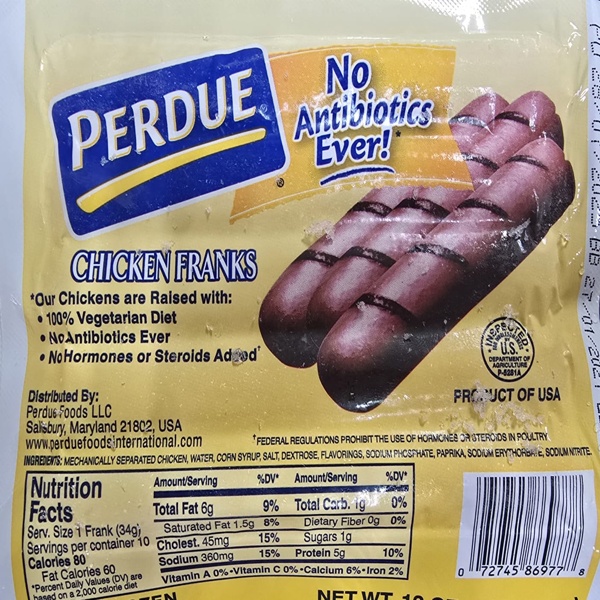 PERDUE
®
No
Antibiotics
Ever!*
CHICKEN FRANKS
*Our Chickens are Raised with:
• 100% Vegetarian Diet
• No Antibiotics Ever
• No Hormones or Steroids Added†
INSPECTED
U.S.
DEPARTMENT OF
AGRICULTURE
PRODUCT OF USA
Distributed By:
Perdue Foods LLC
Salisbury, Maryland 21802, USA
www.perduefoodsinternational.com
†FEDERAL REGULATIONS PROHIBIT THE USE OF HORMONES OR STEROIDS IN POULTRY
INGREDIENTS: MECHANICALLY SEPARATED CHICKEN, WATER, CORN SYRUP, SALT, DEXTROSE, FLAVORINGS, SODIUM PHOSPHATE, PAPRIKA, SODIUM ERYTHORBATE, SODIUM NITRITE.
Nutrition
Facts
Serv. Size 1 Frank (34g)
Servings per container 10
Calories 80
Fat Calories 60
*Percent Daily Values (DV) are
based on a 2,000 calorie diet
Amount/Serving %DV* Amount/Serving %DV*
Total Fat 6g 9% Total Carb. 1g 0%
Saturated Fat 1.5g 8% Dietary Fiber 0g 0%
Cholest. 45mg 15% Sugars 1g
Sodium 360mg 15% Protein 5g 10%
Vitamin A 0% • Vitamin C 0% • Calcium 6% • Iron 2%
0 72745 86977 8
NET WT.